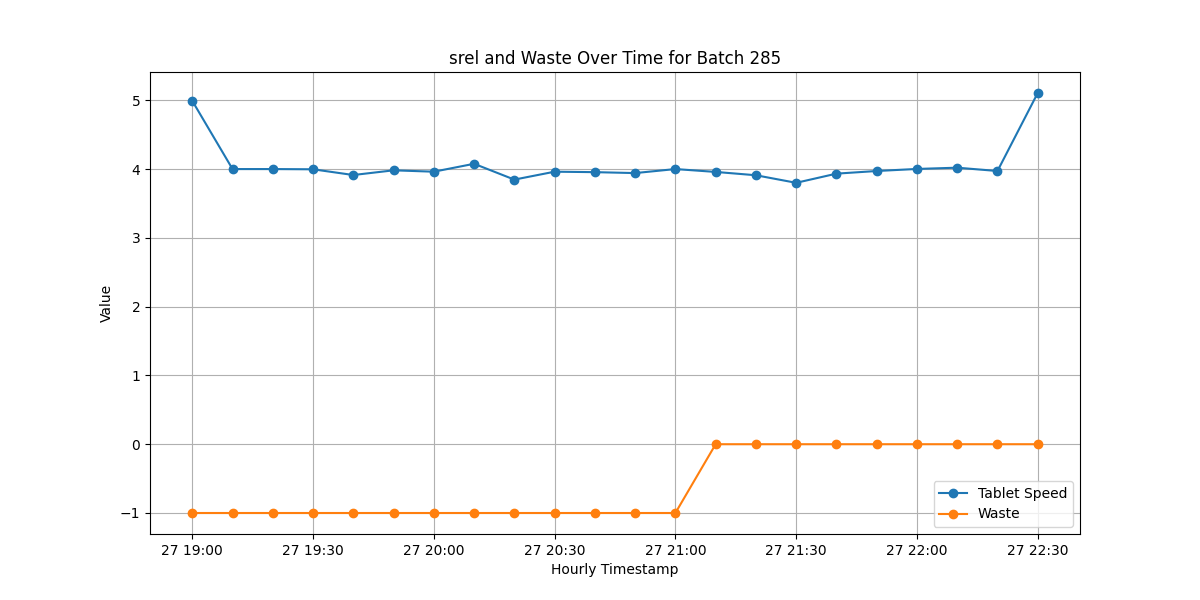 srel and Waste Over Time for Batch 285
5
4
3
2
1
0
−1
Value
27 19:00 27 19:30 27 20:00 27 20:30 27 21:00 27 21:30 27 22:00 27 22:30
Hourly Timestamp
Tablet Speed
Waste